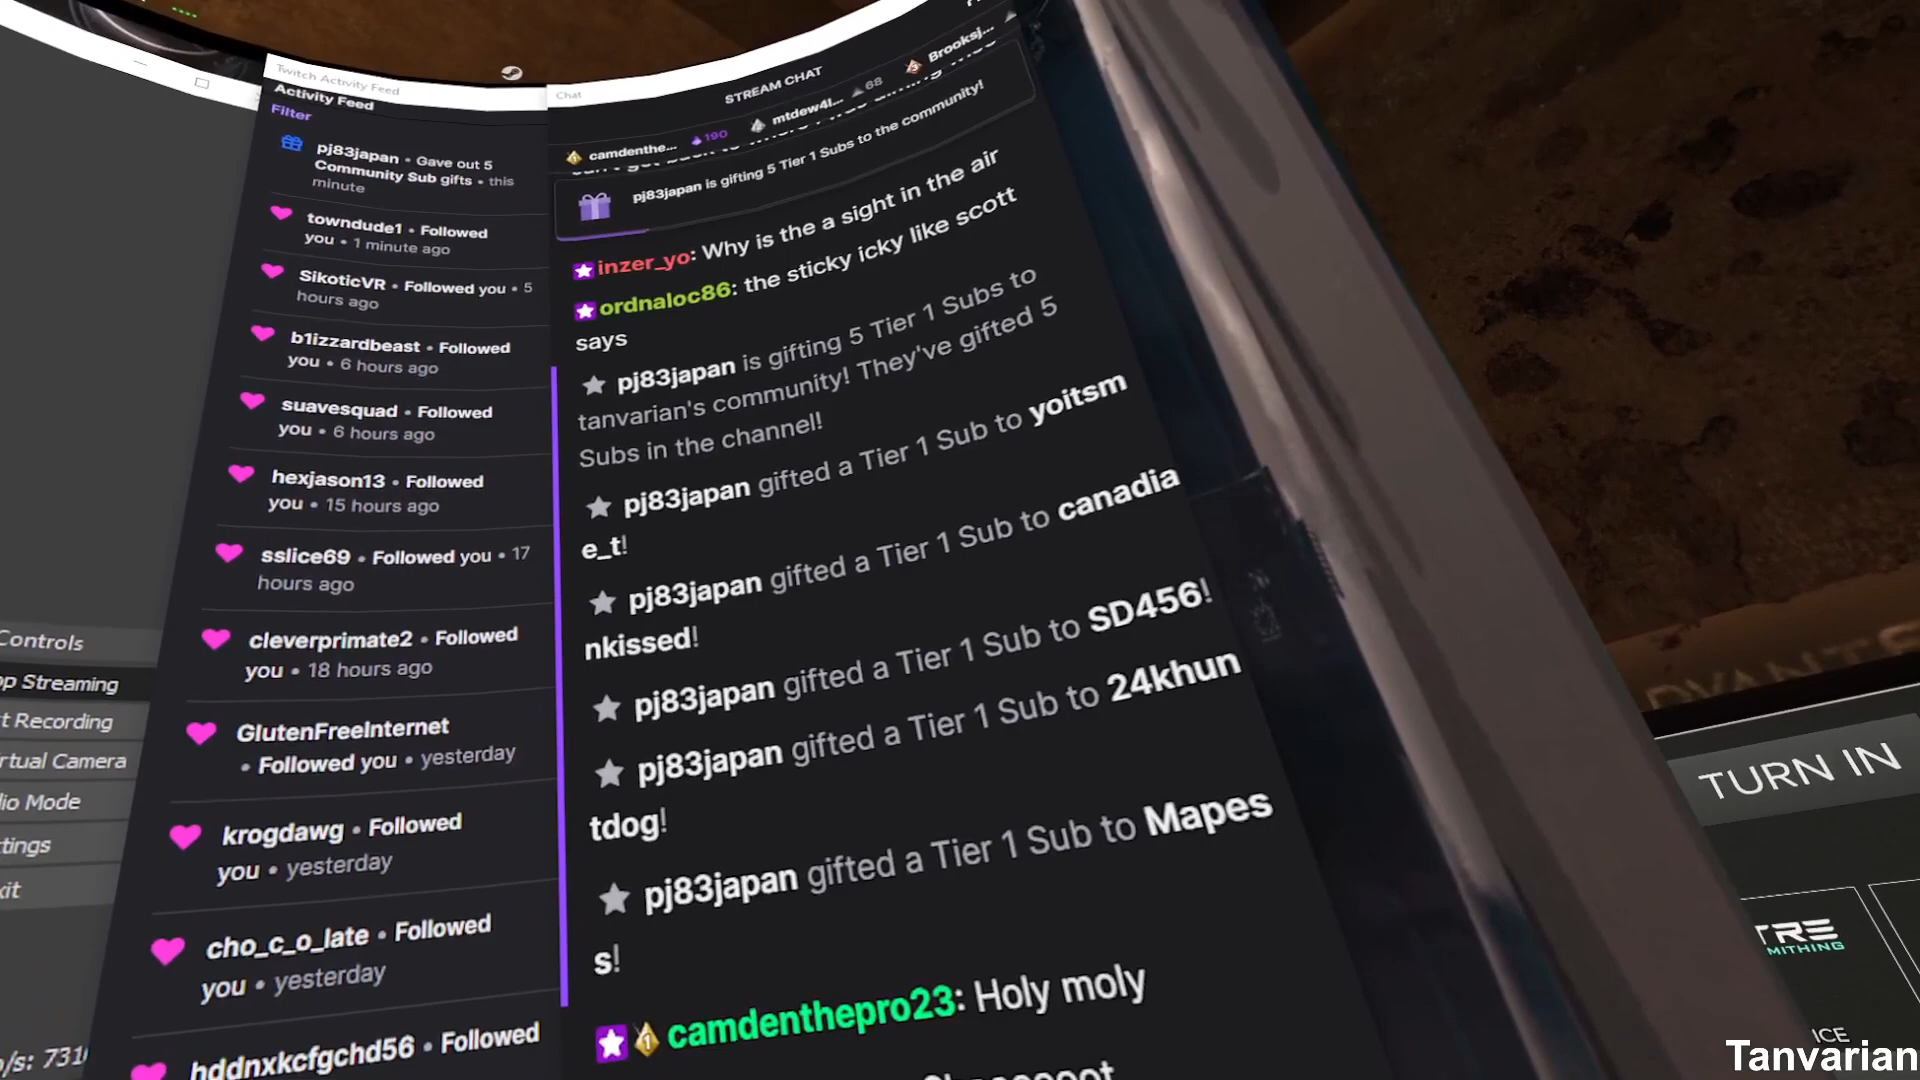 Twitch Activity Feed
Activity Feed
Filter
pj83japan • Gave out 5
Community Sub gifts • this
minute
towndude1 • Followed
you • 1 minute ago
SikoticVR • Followed you • 5
hours ago
b1izzardbeast • Followed
you • 6 hours ago
suavesquad • Followed
you • 6 hours ago
hexjason13 • Followed
you • 15 hours ago
sslice69 • Followed you • 17
hours ago
cleverprimate2 • Followed
you • 18 hours ago
GlutenFreeInternet
• Followed you • yesterday
krogdawg • Followed
you • yesterday
cho_c_o_late • Followed
you • yesterday
hddnxkcfgchd56 • Followed
Chat
STREAM CHAT
camdenthe... 190 mtdew4l... 68 Brooksj...
pj83japan is gifting 5 Tier 1 Subs to the community!
inzer_yo: Why is the a sight in the air
ordnaloc86: the sticky icky like scott
says
pj83japan is gifting 5 Tier 1 Subs to
tanvarian's community! They've gifted 5
Subs in the channel!
pj83japan gifted a Tier 1 Sub to yoitsm
e_t!
pj83japan gifted a Tier 1 Sub to canadia
nkissed!
pj83japan gifted a Tier 1 Sub to SD456!
pj83japan gifted a Tier 1 Sub to 24khun
tdog!
pj83japan gifted a Tier 1 Sub to Mapes
s!
camdenthepro23: Holy moly
Controls
op Streaming
t Recording
rtual Camera
dio Mode
ttings
xit
/s: 731
TURN IN
TRE
MITHING
ICE
Tanvarian